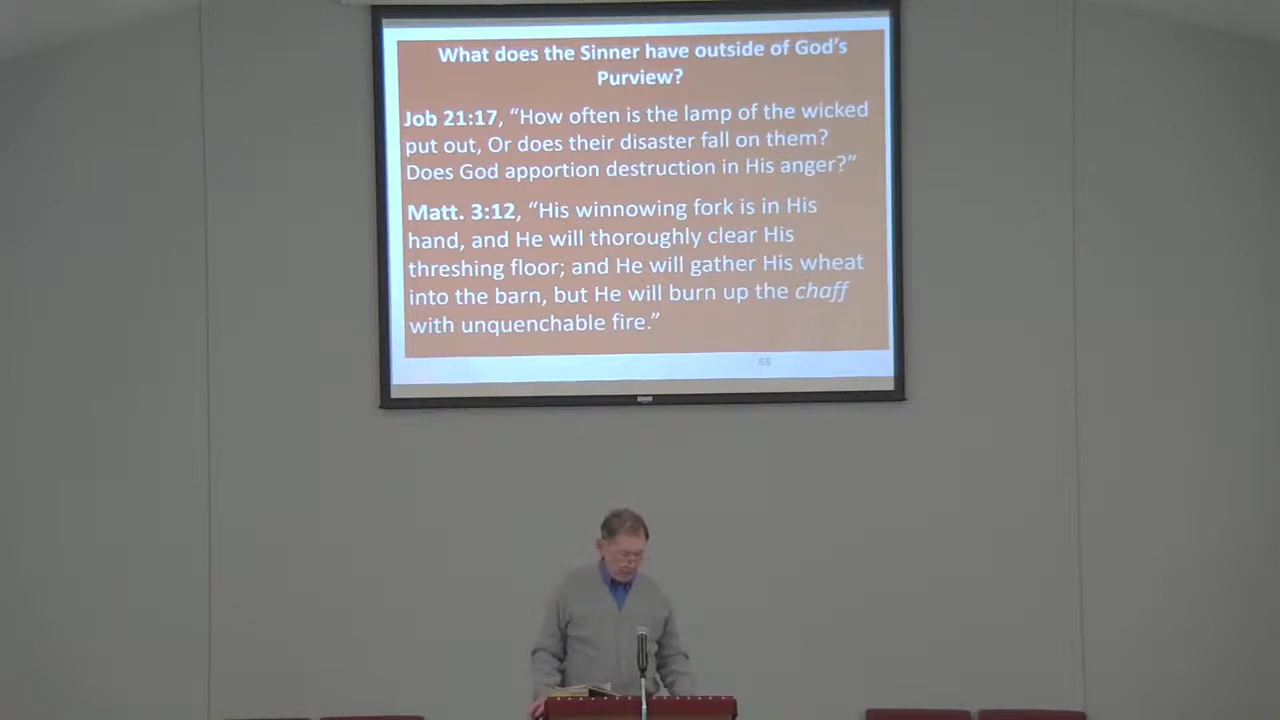 What does the Sinner have outside of God's
Purview?
Job 21:17, “How often is the lamp of the wicked
put out, Or does their disaster fall on them?
Does God apportion destruction in His anger?”
Matt. 3:12, “His winnowing fork is in His
hand, and He will thoroughly clear His
threshing floor; and He will gather His wheat
into the barn, but He will burn up the chaff
with unquenchable fire.”